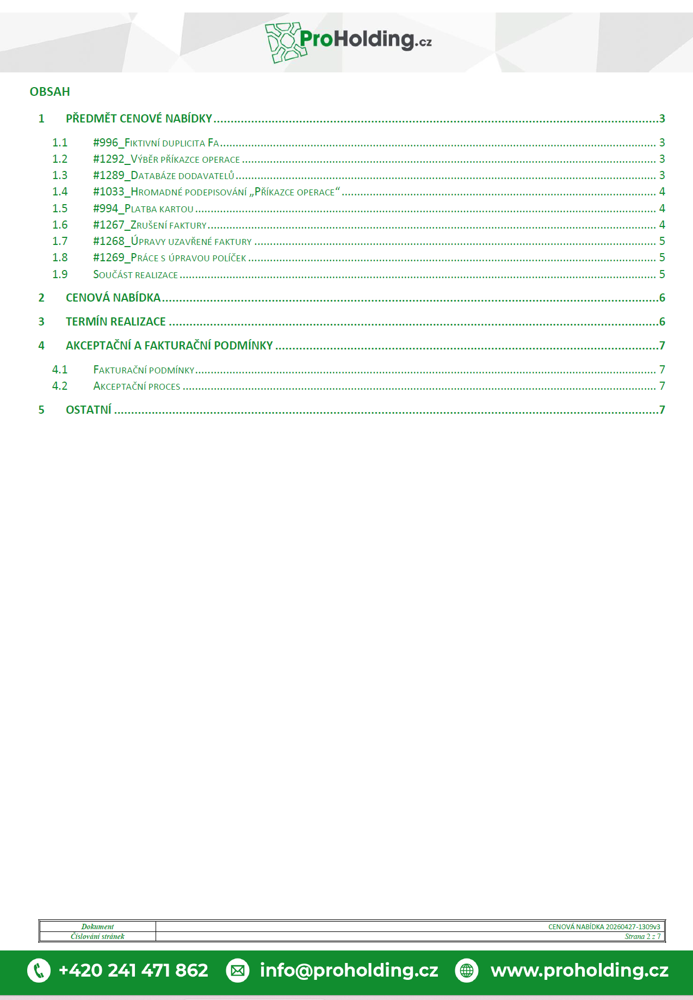 ProHolding.cz
OBSAH
1 PŘEDMĚT CENOVÉ NABÍDKY 3
1.1 #996_Fiktivní duplicita Fa 3
1.2 #1292_Výběr příkazce operace 3
1.3 #1289_Databáze dodavatelů 3
1.4 #1033_Hromadné podepisování „Příkazce operace“ 4
1.5 #994_Platba kartou 4
1.6 #1267_Zrušení faktury 4
1.7 #1268_Úpravy uzavřené faktury 5
1.8 #1269_Práce s úpravou políček 5
1.9 Součást realizace 5
2 CENOVÁ NABÍDKA 6
3 TERMÍN REALIZACE 6
4 AKCEPTAČNÍ A FAKTURAČNÍ PODMÍNKY 7
4.1 Fakturační podmínky 7
4.2 Akceptační proces 7
5 OSTATNÍ 7
Dokument CENOVÁ NABÍDKA 20260427-1309v3
Číslování stránek Strana 2 z 7
+420 241 471 862 info@proholding.cz www.proholding.cz